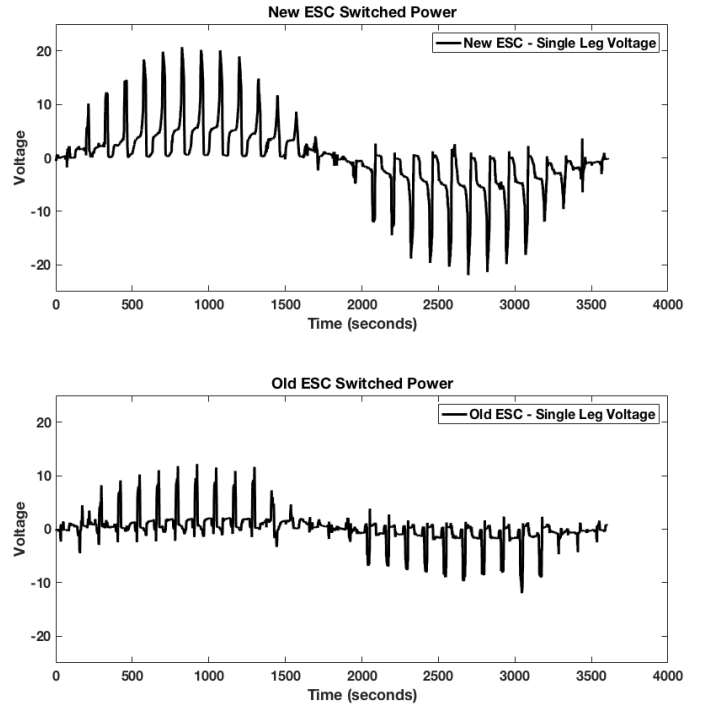 New ESC Switched Power
New ESC - Single Leg Voltage
20
10
0
-10
-20
Voltage
0 500 1000 1500 2000 2500 3000 3500 4000
Time (seconds)
Old ESC Switched Power
Old ESC - Single Leg Voltage
20
10
0
-10
-20
Voltage
0 500 1000 1500 2000 2500 3000 3500 4000
Time (seconds)